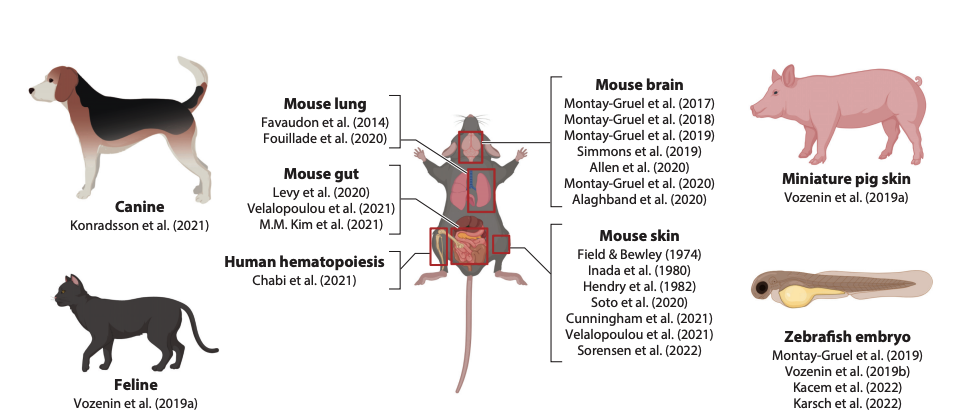 Canine
Konradsson et al. (2021)
Feline
Vozenin et al. (2019a)
Mouse lung
Favaudon et al. (2014)
Fouillade et al. (2020)
Mouse gut
Levy et al. (2020)
Velalopoulou et al. (2021)
M.M. Kim et al. (2021)
Human hematopoiesis
Chabi et al. (2021)
Mouse brain
Montay-Gruel et al. (2017)
Montay-Gruel et al. (2018)
Montay-Gruel et al. (2019)
Simmons et al. (2019)
Allen et al. (2020)
Montay-Gruel et al. (2020)
Alaghband et al. (2020)
Mouse skin
Field & Bewley (1974)
Inada et al. (1980)
Hendry et al. (1982)
Soto et al. (2020)
Cunningham et al. (2021)
Velalopoulou et al. (2021)
Sorensen et al. (2022)
Miniature pig skin
Vozenin et al. (2019a)
Zebrafish embryo
Montay-Gruel et al. (2019)
Vozenin et al. (2019b)
Kacem et al. (2022)
Karsch et al. (2022)